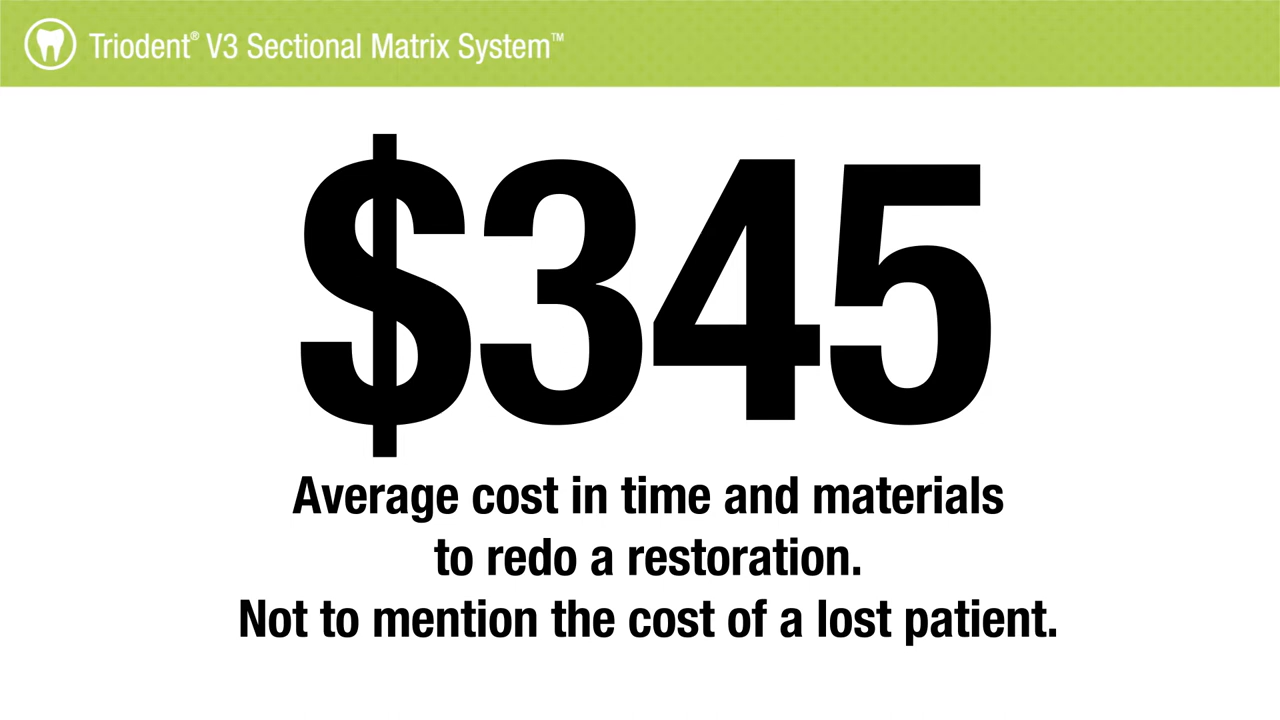 Triodent® V3 Sectional Matrix System™
$345
Average cost in time and materials
to redo a restoration.
Not to mention the cost of a lost patient.